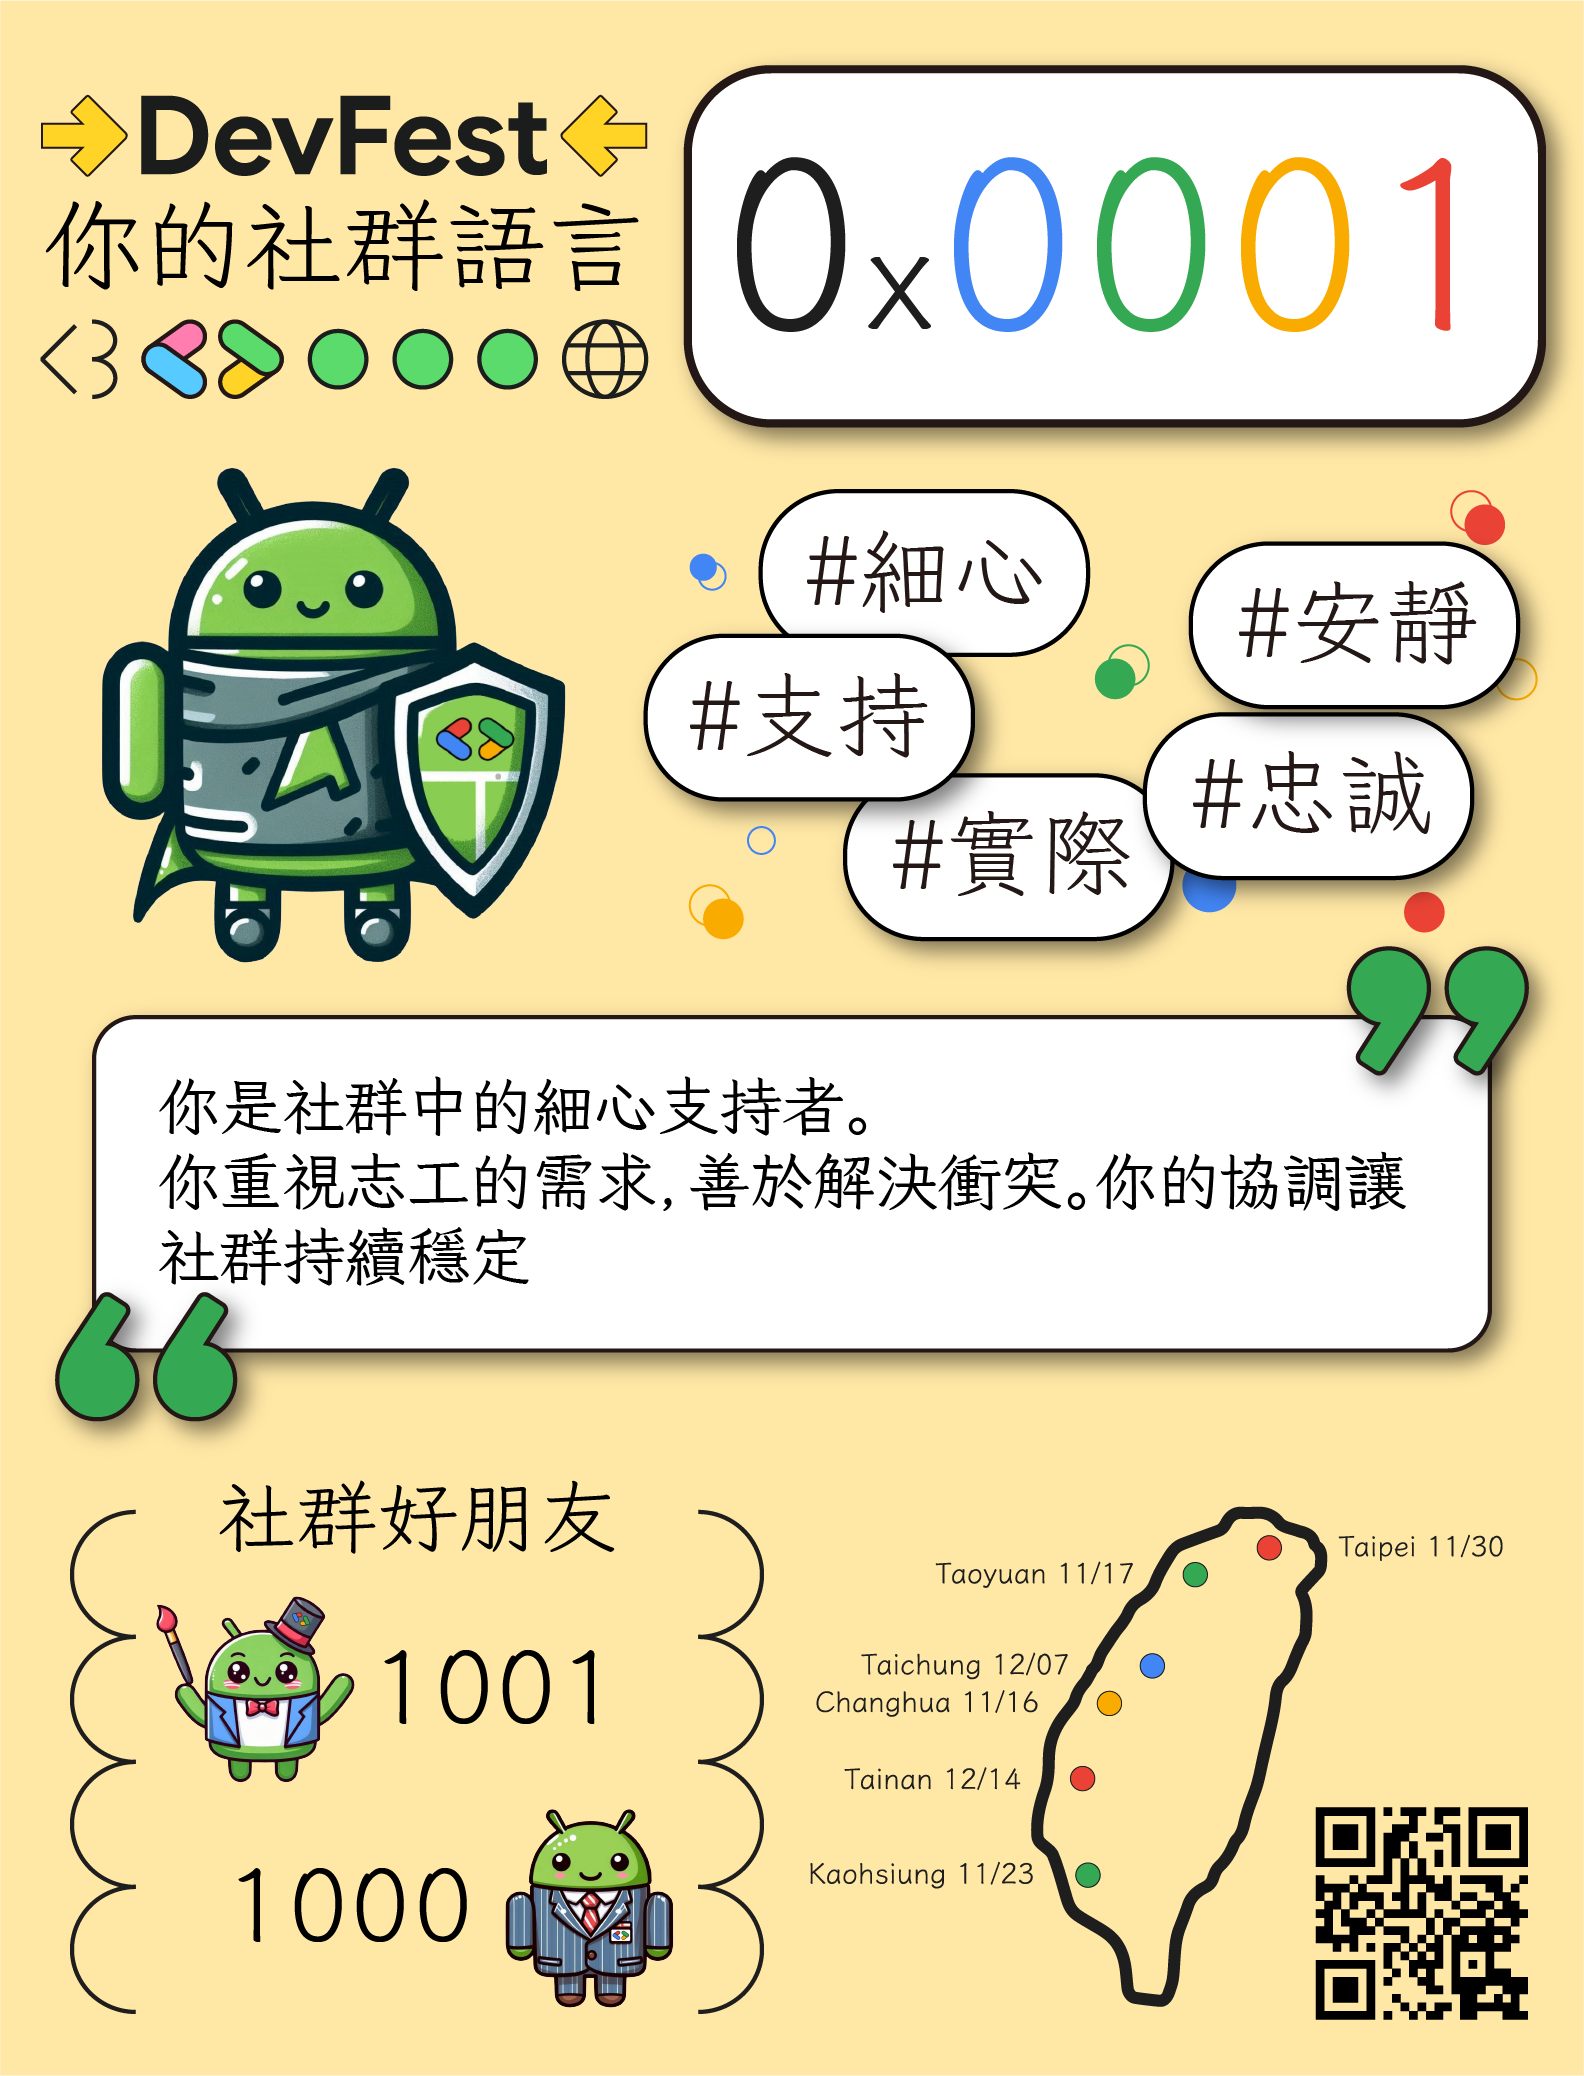 DevFest
你的社群語言
0x0001
#細心
#安靜
#支持
#忠誠
#實際
你是社群中的細心支持者。
你重視志工的需求,善於解決衝突。你的協調讓
社群持續穩定
社群好朋友
1001
1000
Taipei 11/30
Taoyuan 11/17
Taichung 12/07
Changhua 11/16
Tainan 12/14
Kaohsiung 11/23